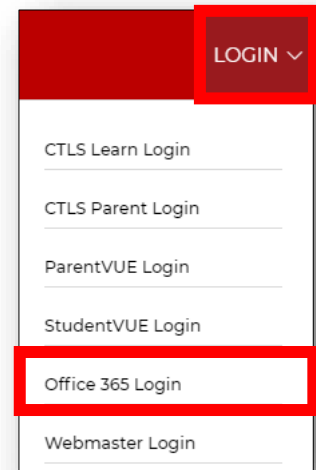 LOGIN
CTLS Learn Login
CTLS Parent Login
ParentVUE Login
StudentVUE Login
Office 365 Login
Webmaster Login